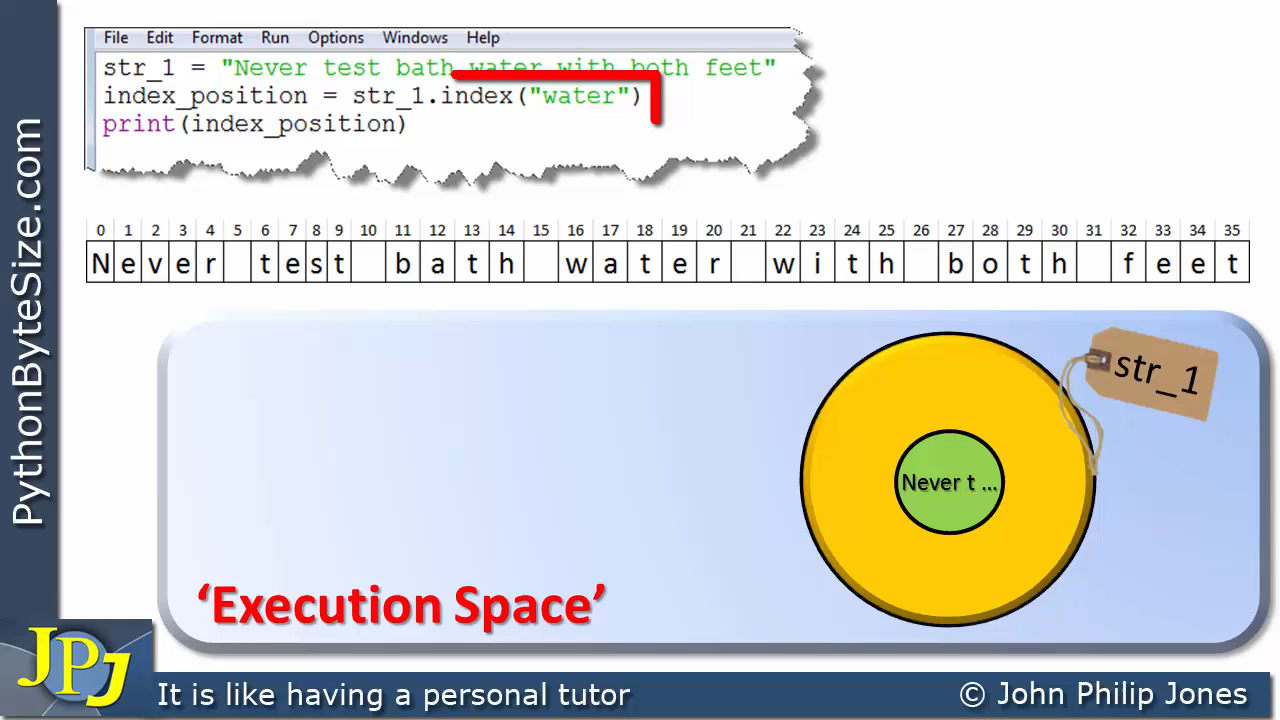 File Edit Format Run Options Windows Help
str_1 = "Never test bath water with both feet"
index_position = str_1.index("water")
print(index_position)
0 1 2 3 4 5 6 7 8 9 10 11 12 13 14 15 16 17 18 19 20 21 22 23 24 25 26 27 28 29 30 31 32 33 34 35
N e v e r t e s t b a t h w a t e r w i t h b o t h f e e t
str_1
Never t ...
‘Execution Space’
PythonByteSize.com
JPJ
It is like having a personal tutor
© John Philip Jones